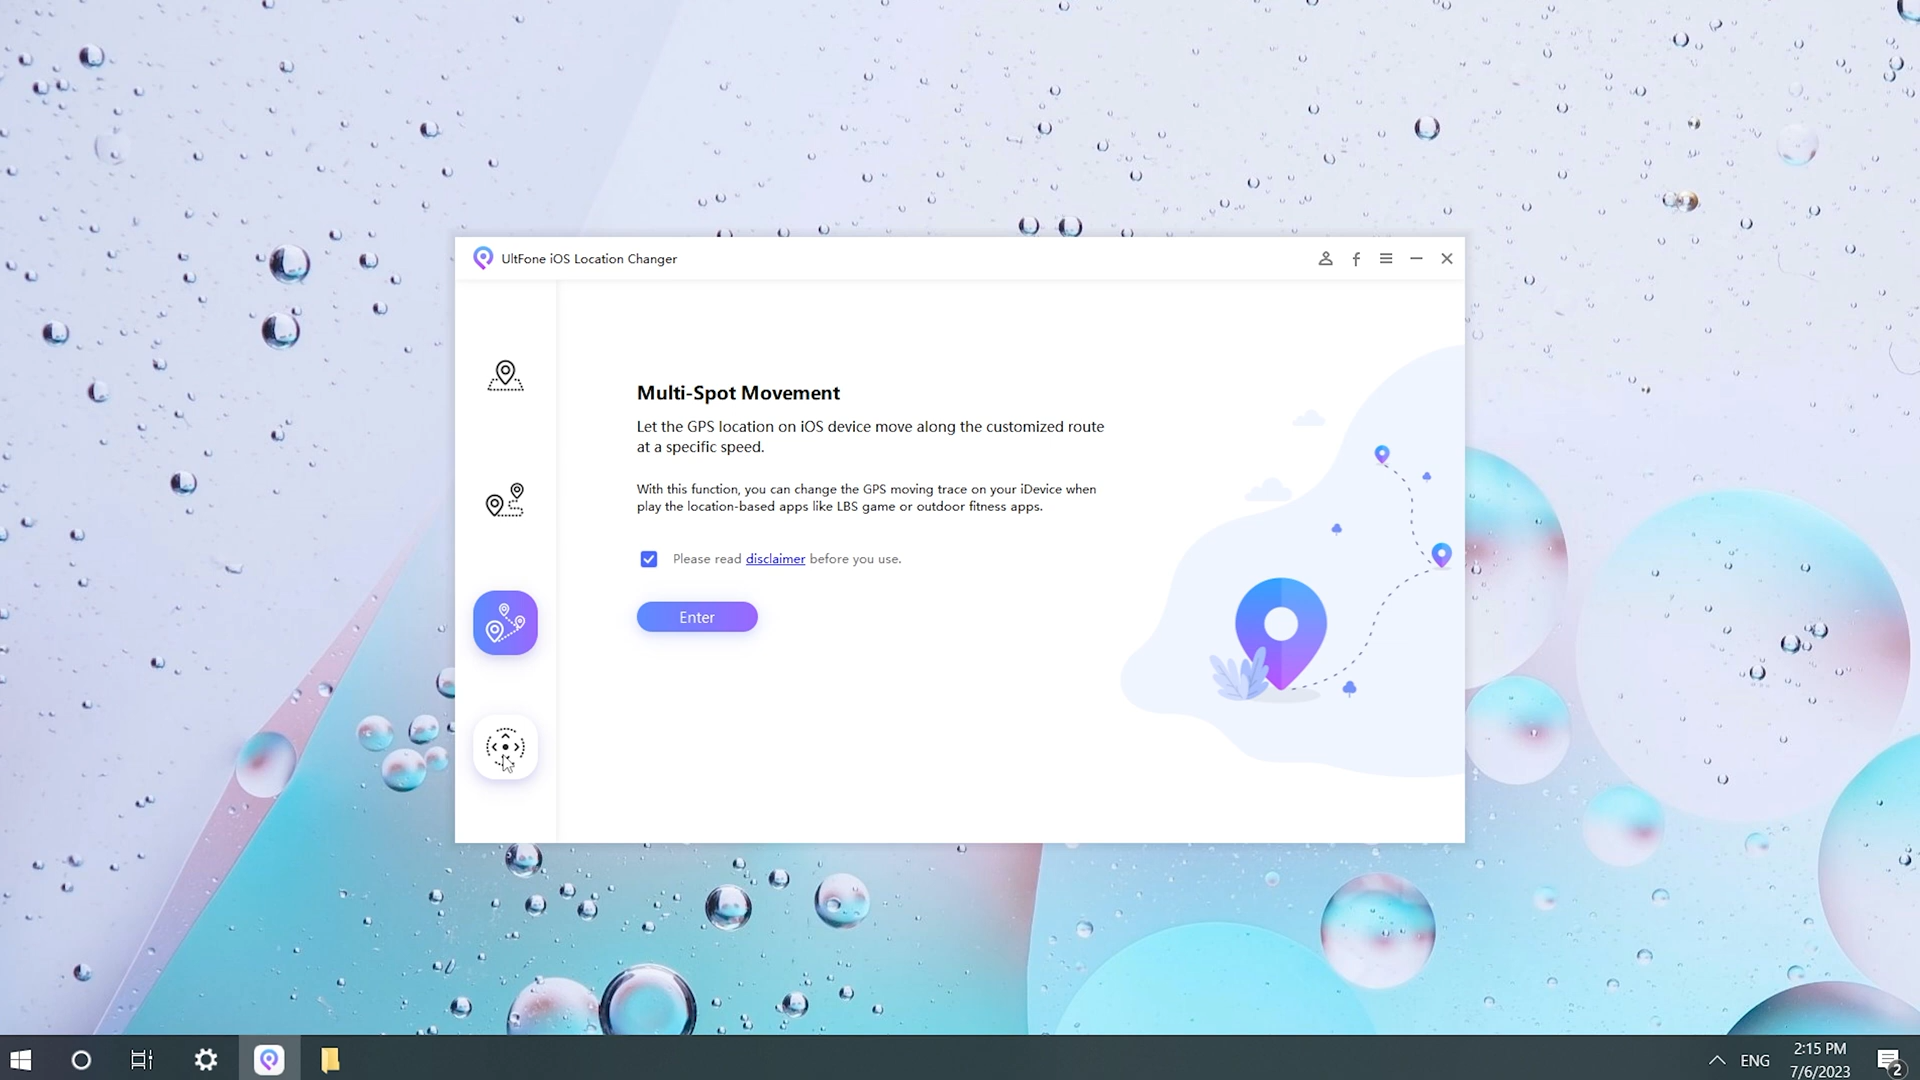 UltFone iOS Location Changer
Multi-Spot Movement
Let the GPS location on iOS device move along the customized route
at a specific speed.
With this function, you can change the GPS moving trace on your iDevice when
play the location-based apps like LBS game or outdoor fitness apps.
Please read disclaimer before you use.
Enter
ENG
2:15 PM
7/6/2023
2